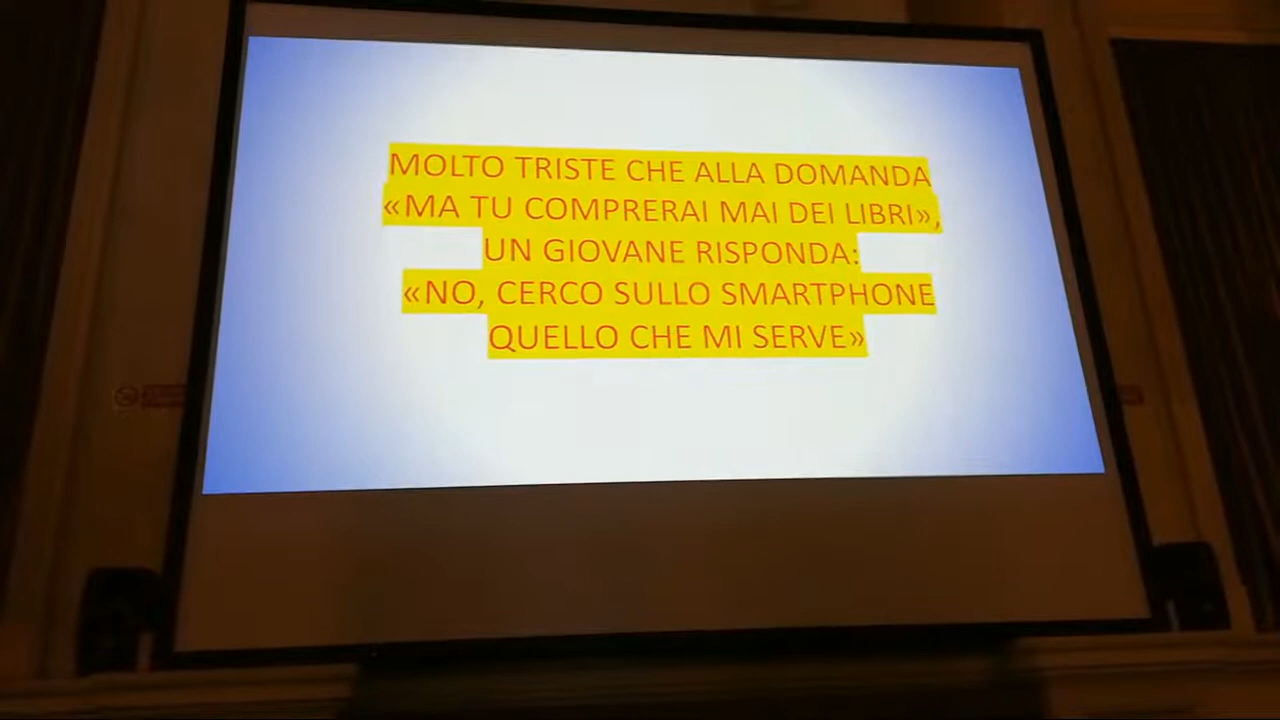 MOLTO TRISTE CHE ALLA DOMANDA
«MA TU COMPRERAI MAI DEI LIBRI»,
UN GIOVANE RISPONDA:
«NO, CERCO SULLO SMARTPHONE
QUELLO CHE MI SERVE»